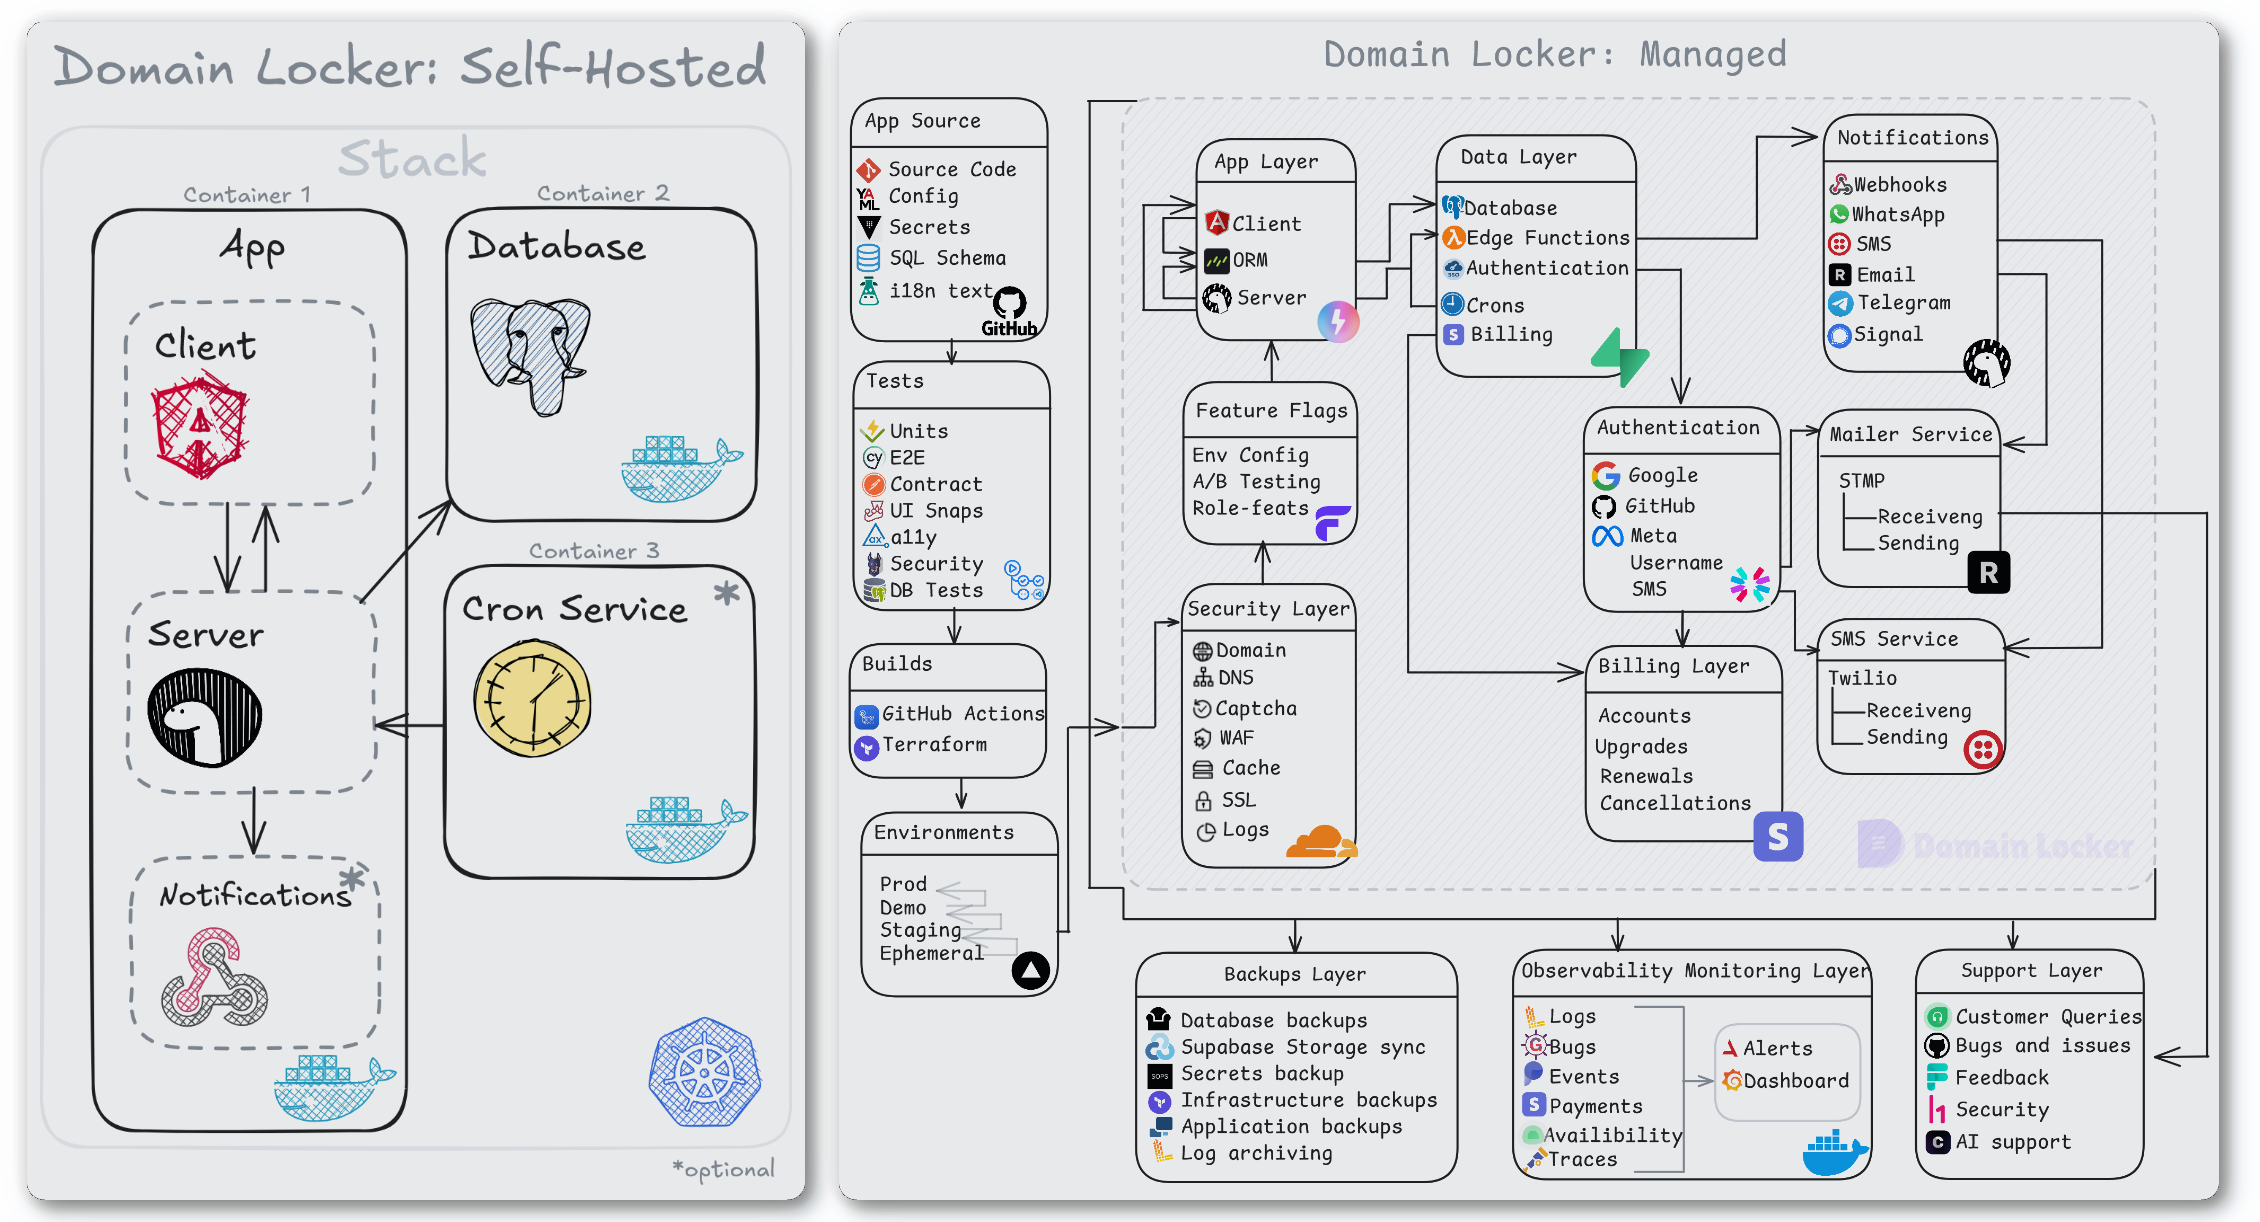 Domain Locker: Self-Hosted
Stack
Container 1
App
Client
Server
Notifications*
Container 2
Database
Container 3
Cron Service *
*optional
Domain Locker: Managed
App Source
Source Code
YAML Config
Secrets
SQL Schema
i18n text
GitHub
Tests
Units
cy E2E
Contract
UI Snaps
ax. a11y
Security
DB Tests
Builds
GitHub Actions
Terraform
Environments
Prod
Demo
Staging
Ephemeral
App Layer
Client
ORM
Server
Feature Flags
Env Config
A/B Testing
Role-feats
Security Layer
Domain
DNS
Captcha
WAF
Cache
SSL
Logs
Data Layer
Database
Edge Functions
SSO Authentication
Crons
S Billing
Authentication
Google
GitHub
Meta
Username
SMS
Billing Layer
Accounts
Upgrades
Renewals
Cancellations
S
Notifications
Webhooks
WhatsApp
SMS
R Email
Telegram
Signal
Mailer Service
STMP
Receiveng
Sending
R
SMS Service
Twilio
Receiveng
Sending
Domain Locker
Backups Layer
Database backups
Supabase Storage sync
SOPS Secrets backup
Infrastructure backups
Application backups
Log archiving
Observability Monitoring Layer
Logs
G Bugs
Events
S Payments
Availibility
Traces
Alerts
Dashboard
Support Layer
Customer Queries
Bugs and issues
Feedback
h1 Security
C AI support